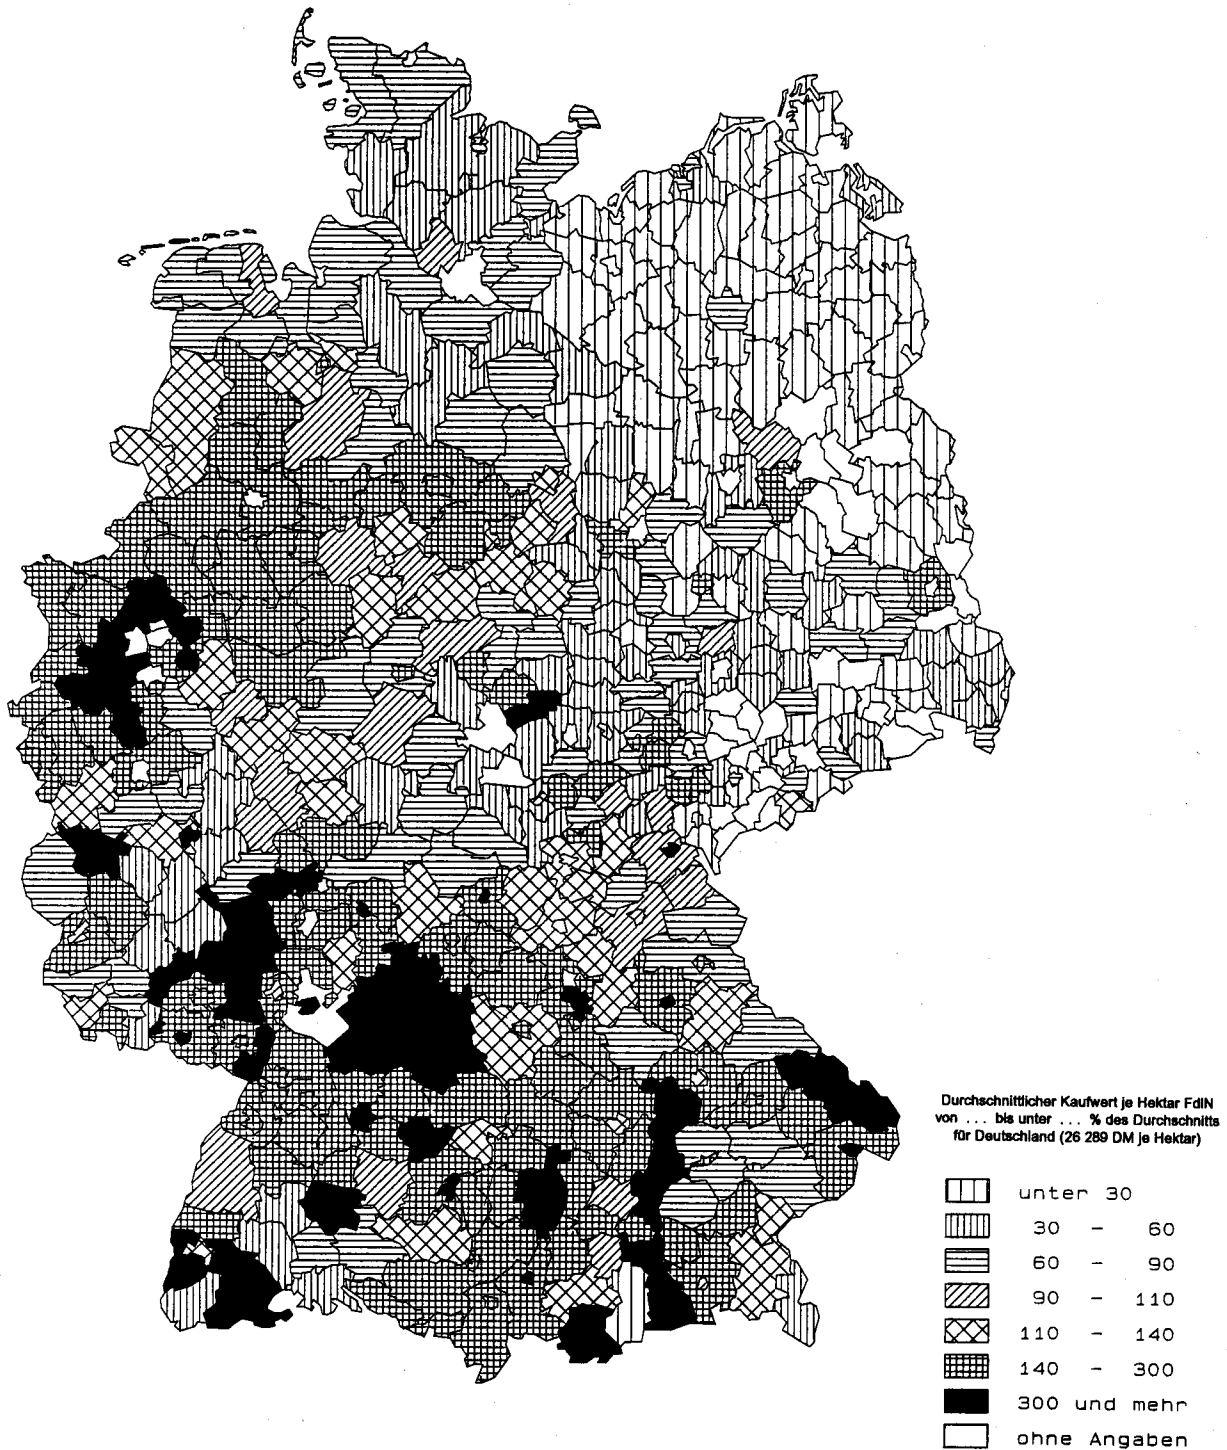 Durchschnittlicher Kaufwert je Hektar FdlN
von ... bis unter ... % des Durchschnitts
für Deutschland (26 289 DM je Hektar)
unter 30
30 - 60
60 - 90
90 - 110
110 - 140
140 - 300
300 und mehr
ohne Angaben